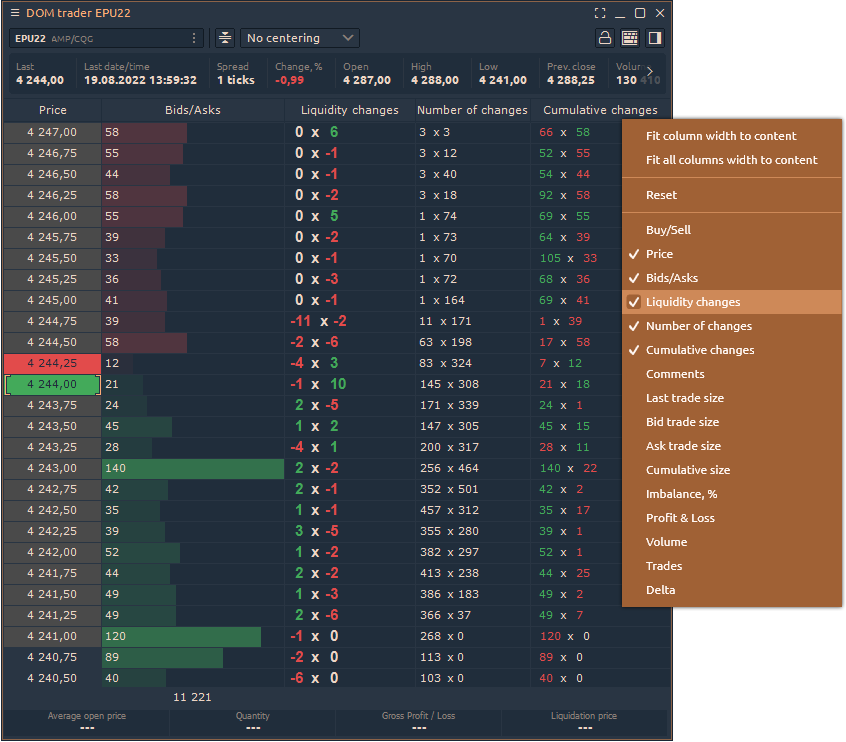 DOM trader EPU22
EPU22 AMP/CQG No centering
Last Last date/time Spread Change, % Open High Low Prev. close Volur
4 244,00 19.08.2022 13:59:32 1 ticks -0,99 4 287,00 4 288,00 4 241,00 4 288,25 130 410
Price Bids/Asks Liquidity changes Number of changes Cumulative changes
4 247,00 58 0 x 6 3 x 3 66 x 58
4 246,75 55 0 x -1 3 x 12 52 x 55
4 246,50 44 0 x -1 3 x 40 54 x 44
4 246,25 58 0 x -2 3 x 18 92 x 58
4 246,00 55 0 x 5 1 x 74 69 x 55
4 245,75 39 0 x -2 1 x 73 64 x 39
4 245,50 33 0 x -1 1 x 70 105 x 33
4 245,25 36 0 x -3 1 x 72 68 x 36
4 245,00 41 0 x -1 1 x 164 69 x 41
4 244,75 39 -11 x -2 11 x 171 1 x 39
4 244,50 58 -2 x -6 63 x 198 17 x 58
4 244,25 12 -4 x 3 83 x 324 7 x 12
4 244,00 21 -1 x 10 145 x 308 21 x 18
4 243,75 24 2 x -5 171 x 339 24 x 1
4 243,50 45 1 x 2 147 x 305 45 x 15
4 243,25 28 -4 x 1 200 x 317 28 x 11
4 243,00 140 2 x -2 256 x 464 140 x 22
4 242,75 42 2 x -1 352 x 501 42 x 2
4 242,50 35 1 x -1 457 x 312 35 x 17
4 242,25 39 3 x -5 355 x 280 39 x 1
4 242,00 52 1 x -2 382 x 297 52 x 1
4 241,75 44 2 x -2 413 x 238 44 x 25
4 241,50 49 1 x -3 386 x 183 49 x 2
4 241,25 49 2 x -6 366 x 37 49 x 7
4 241,00 120 -1 x 0 268 x 0 120 x 0
4 240,75 89 -2 x 0 113 x 0 89 x 0
4 240,50 40 -6 x 0 103 x 0 40 x 0
11 221
Average open price Quantity Gross Profit / Loss Liquidation price
--- --- --- ---
Fit column width to content
Fit all columns width to content
Reset
Buy/Sell
Price
Bids/Asks
Liquidity changes
Number of changes
Cumulative changes
Comments
Last trade size
Bid trade size
Ask trade size
Cumulative size
Imbalance, %
Profit & Loss
Volume
Trades
Delta